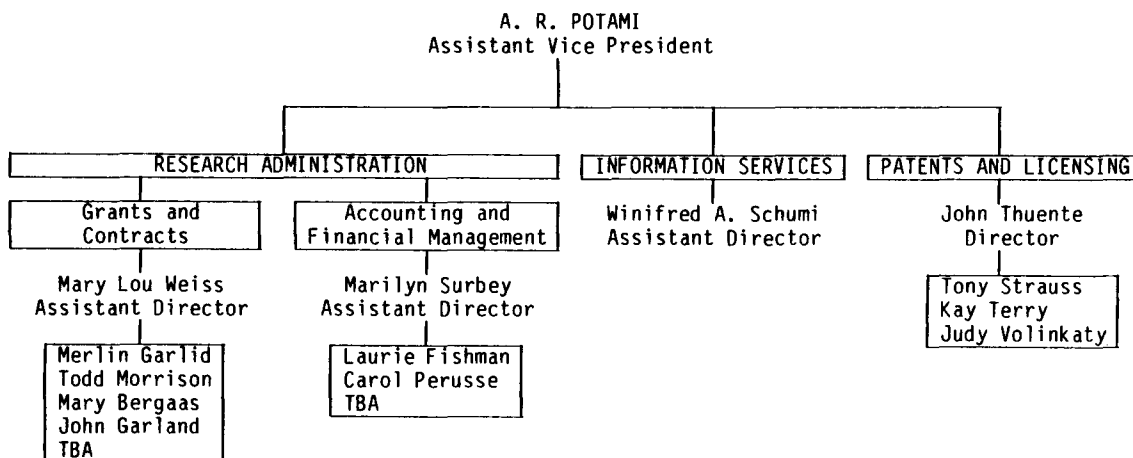 A. R. POTAMI
Assistant Vice President
RESEARCH ADMINISTRATION
Grants and
Contracts
Mary Lou Weiss
Assistant Director
Merlin Garlid
Todd Morrison
Mary Bergaas
John Garland
TBA
Accounting and
Financial Management
Marilyn Surbey
Assistant Director
Laurie Fishman
Carol Perusse
TBA
INFORMATION SERVICES
Winifred A. Schumi
Assistant Director
PATENTS AND LICENSING
John Thuente
Director
Tony Strauss
Kay Terry
Judy Volinkaty